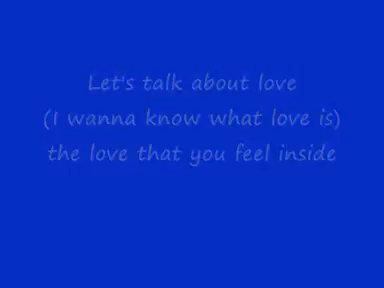 Let's talk about love
(I wanna know what love is)
the love that you feel inside